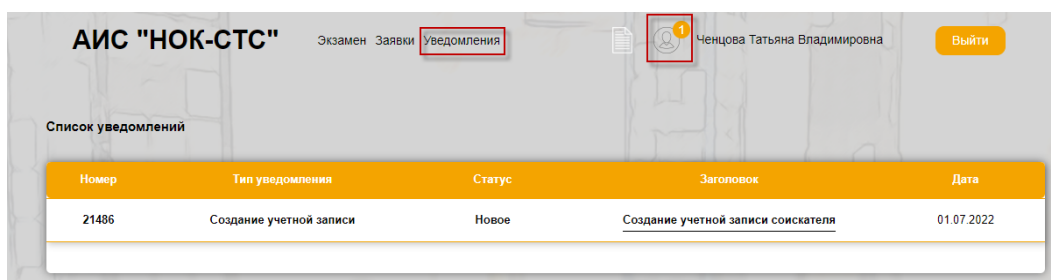 АИС "НОК-СТС" Экзамен Заявки Уведомления 1 Ченцова Татьяна Владимировна Выйти
Список уведомлений
Номер Тип уведомления Статус Заголовок Дата
21486 Создание учетной записи Новое Создание учетной записи соискателя 01.07.2022